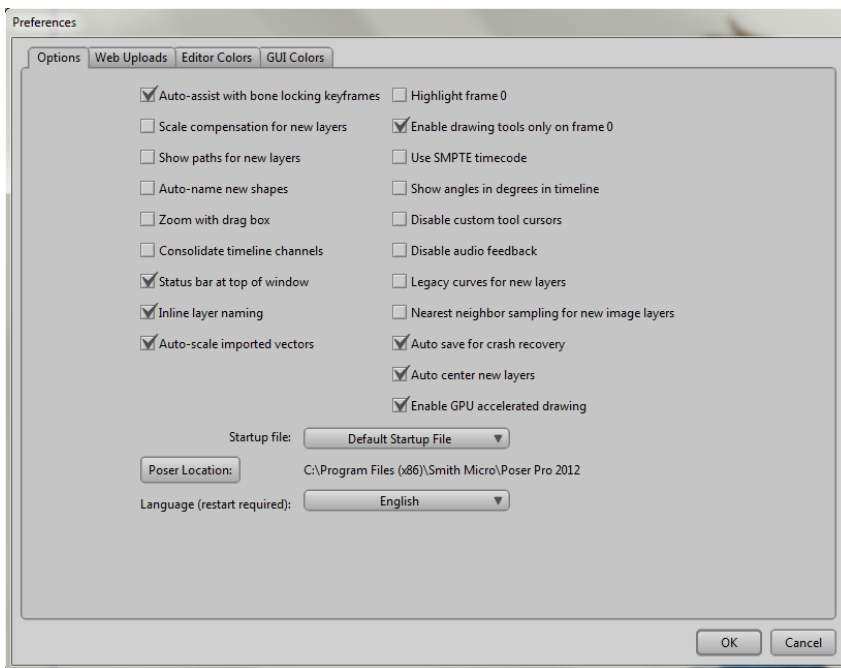 Preferences
Options Web Uploads Editor Colors GUI Colors
Auto-assist with bone locking keyframes Highlight frame 0
Scale compensation for new layers Enable drawing tools only on frame 0
Show paths for new layers Use SMPTE timecode
Auto-name new shapes Show angles in degrees in timeline
Zoom with drag box Disable custom tool cursors
Consolidate timeline channels Disable audio feedback
Status bar at top of window Legacy curves for new layers
Inline layer naming Nearest neighbor sampling for new image layers
Auto-scale imported vectors Auto save for crash recovery
Auto center new layers
Enable GPU accelerated drawing
Startup file: Default Startup File
Poser Location: C:\Program Files (x86)\Smith Micro\Poser Pro 2012
Language (restart required): English
OK Cancel